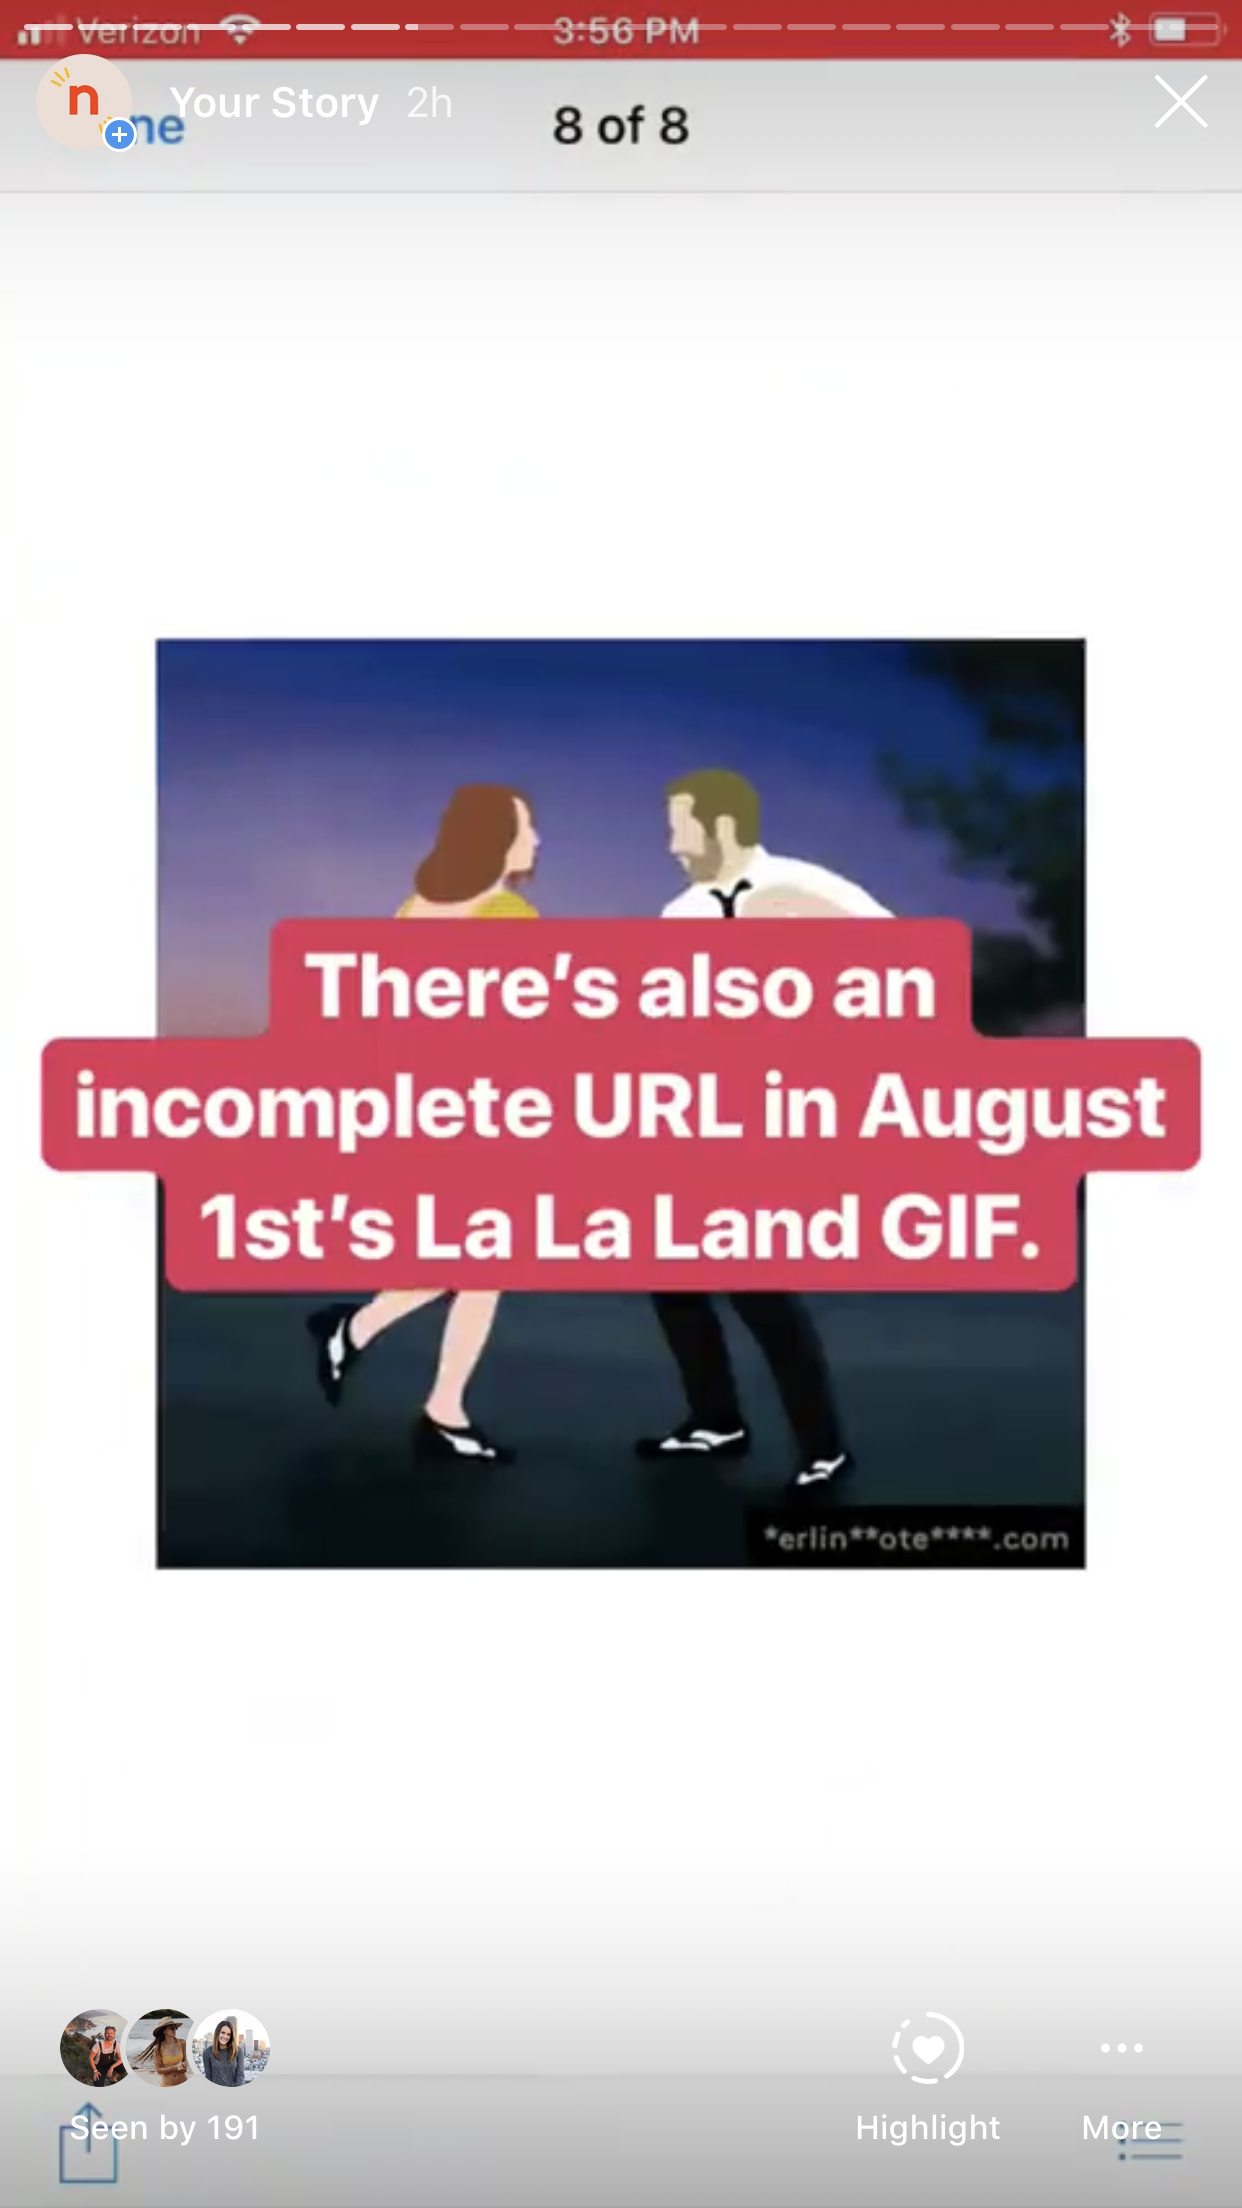 Verizon 3:56 PM
n Your Story 2h
ne 8 of 8
There's also an
incomplete URL in August
1st's La La Land GIF.
*erlin**ote****.com
Seen by 191 Highlight More